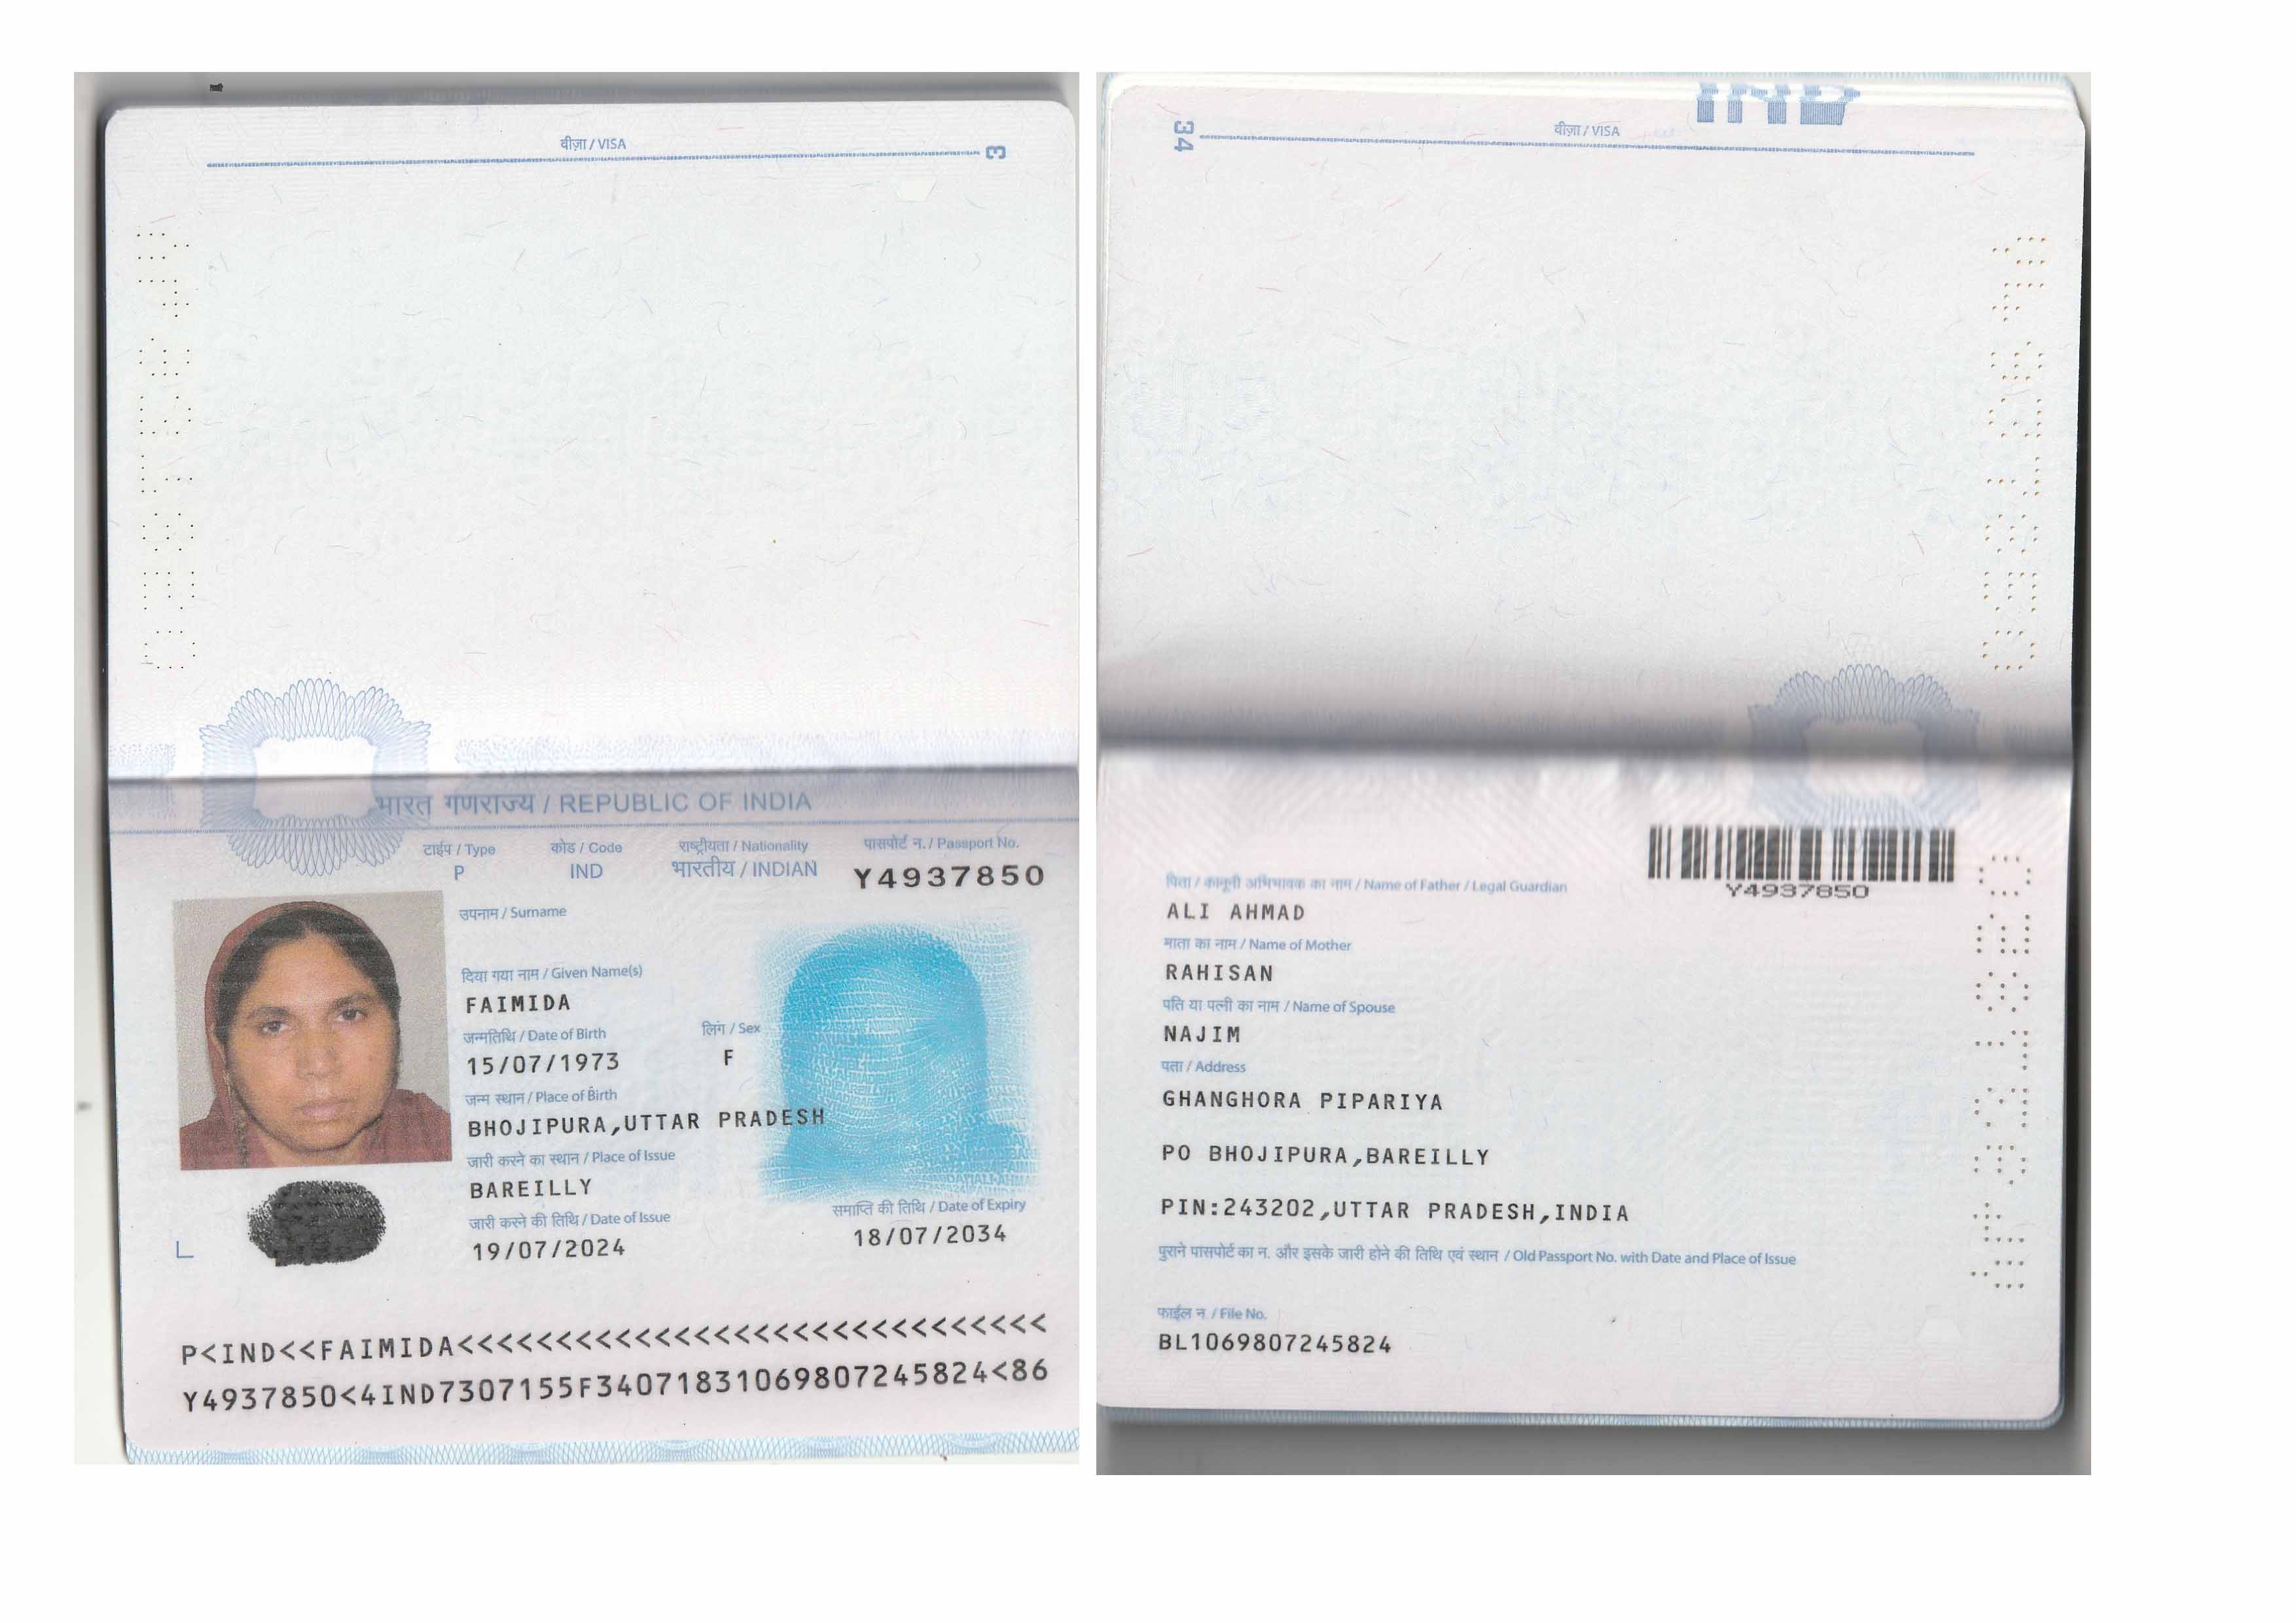 वीज़ा / VISA
3
भारत गणराज्य / REPUBLIC OF INDIA
टाईप / Type कोड / Code राष्ट्रीयता / Nationality पासपोर्ट न. / Passport No.
P IND भारतीय / INDIAN Y4937850
उपनाम / Surname
दिया गया नाम / Given Name(s)
FAIMIDA
जन्मतिथि / Date of Birth लिंग / Sex
15/07/1973 F
जन्म स्थान / Place of Birth
BHOJIPURA,UTTAR PRADESH
जारी करने का स्थान / Place of Issue
BAREILLY
जारी करने की तिथि / Date of Issue समाप्ति की तिथि / Date of Expiry
19/07/2024 18/07/2034
P<IND<<FAIMIDA<<<<<<<<<<<<<<<<<<<<<<<<<<<<<<
Y4937850<4IND7307155F34071831069807245824<86
34
वीज़ा / VISA
IND
Y4937850
पिता / कानूनी अभिभावक का नाम / Name of Father / Legal Guardian
ALI AHMAD
माता का नाम / Name of Mother
RAHISAN
पति या पत्नी का नाम / Name of Spouse
NAJIM
पता / Address
GHANGHORA PIPARIYA
PO BHOJIPURA,BAREILLY
PIN:243202,UTTAR PRADESH,INDIA
पुराने पासपोर्ट का न. और इसके जारी होने की तिथि एवं स्थान / Old Passport No. with Date and Place of Issue
फाईल न / File No.
BL1069807245824